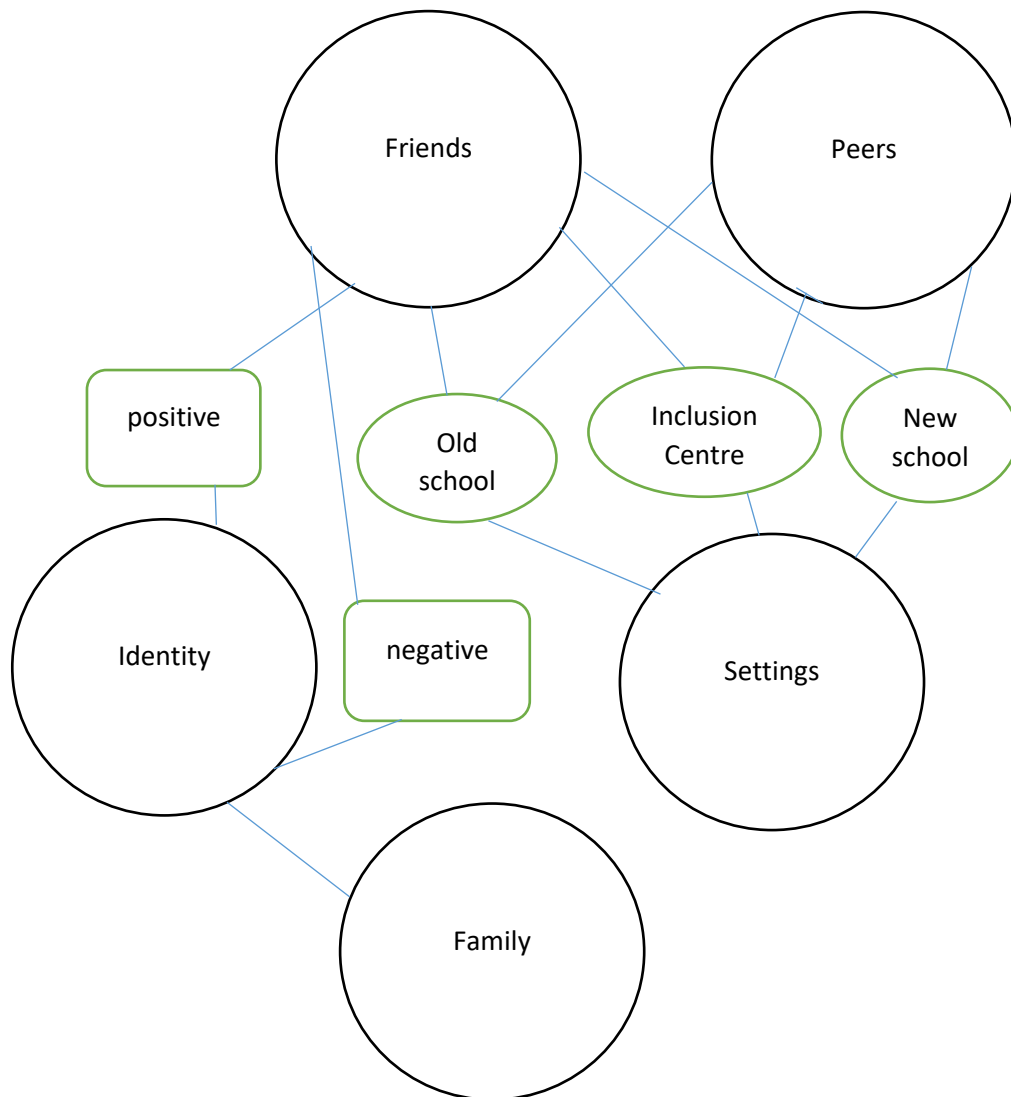 Friends
Peers
positive
Old
school
Inclusion
Centre
New
school
Identity
negative
Settings
Family